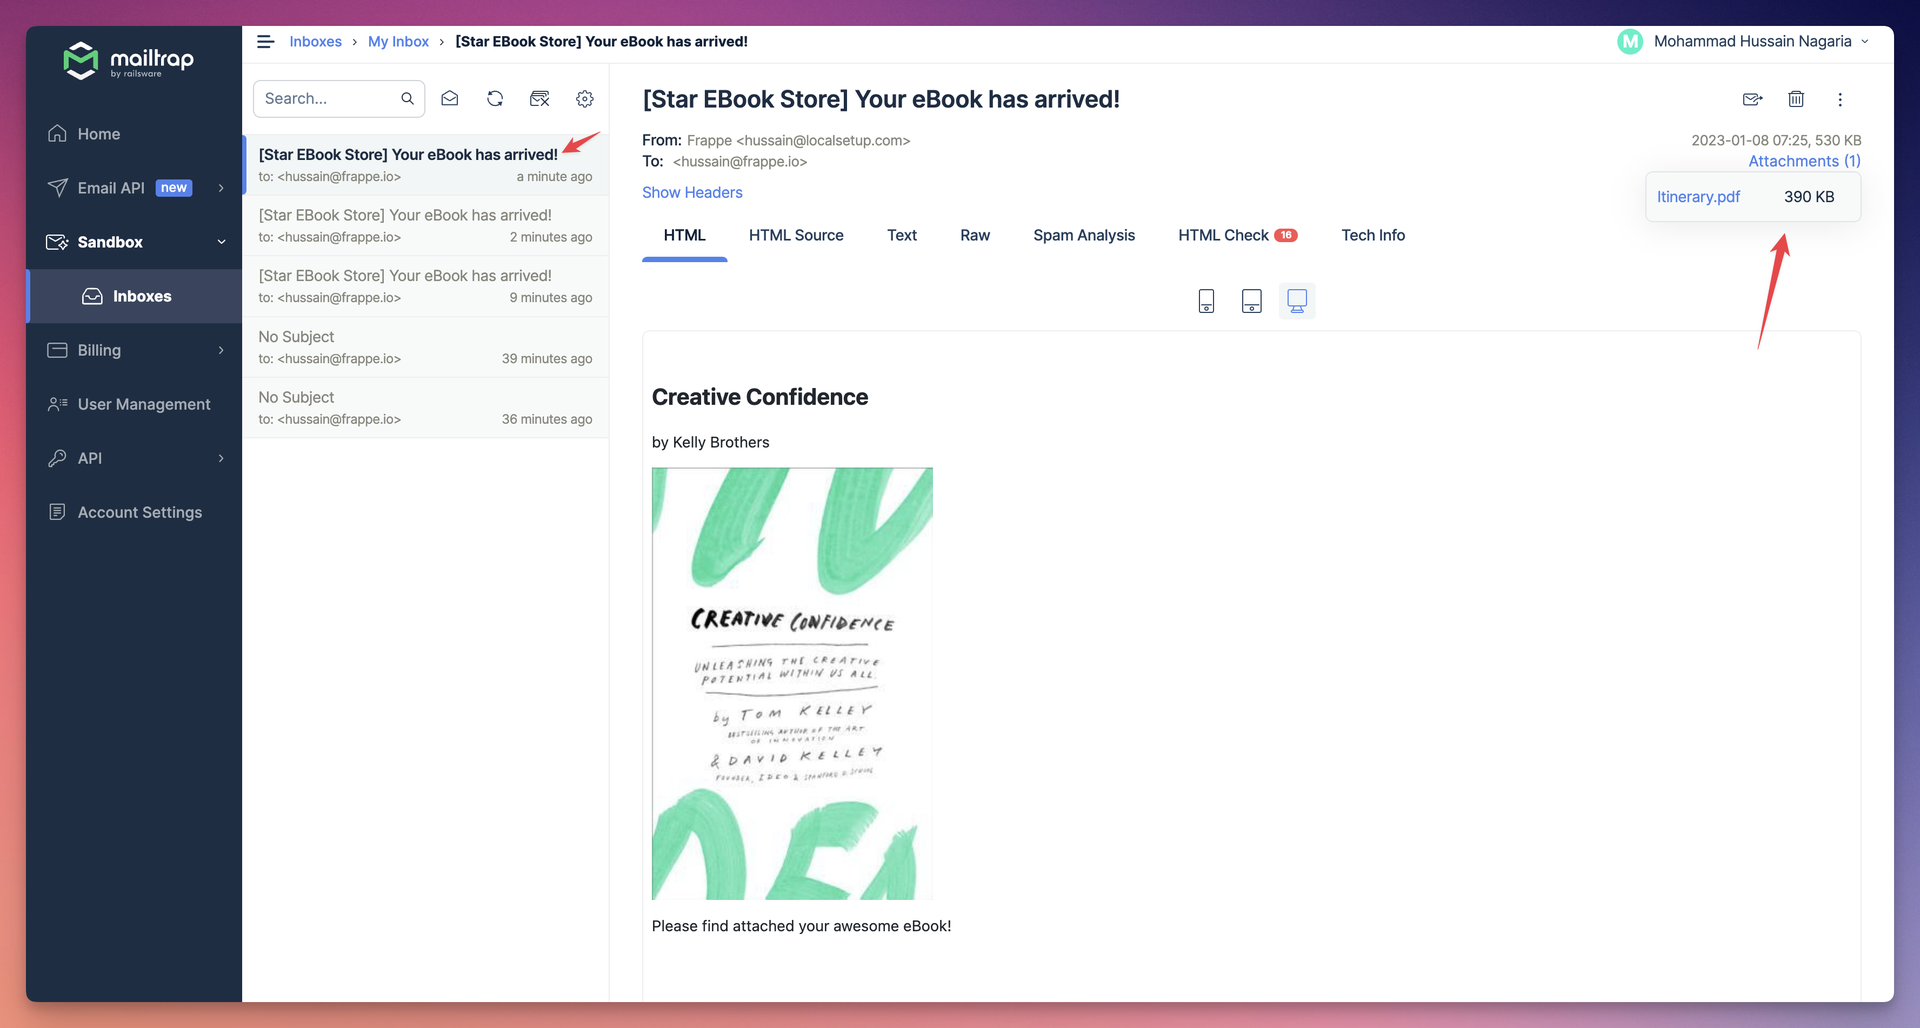 mailtrap
by railsware
Home
Email API new
Sandbox
Inboxes
Billing
User Management
API
Account Settings
Inboxes › My Inbox › [Star EBook Store] Your eBook has arrived!
M Mohammad Hussain Nagaria
Search...
[Star EBook Store] Your eBook has arrived!
to: <hussain@frappe.io> a minute ago
[Star EBook Store] Your eBook has arrived!
to: <hussain@frappe.io> 2 minutes ago
[Star EBook Store] Your eBook has arrived!
to: <hussain@frappe.io> 9 minutes ago
No Subject
to: <hussain@frappe.io> 39 minutes ago
No Subject
to: <hussain@frappe.io> 36 minutes ago
[Star EBook Store] Your eBook has arrived!
From: Frappe <hussain@localsetup.com>
To: <hussain@frappe.io>
Show Headers
2023-01-08 07:25, 530 KB
Attachments (1)
Itinerary.pdf 390 KB
HTML HTML Source Text Raw Spam Analysis HTML Check 16 Tech Info
Creative Confidence
by Kelly Brothers
CREATIVE CONFIDENCE
UNLEASHING THE CREATIVE
POTENTIAL WITHIN US ALL
by TOM KELLEY
BESTSELLING AUTHOR OF THE ART
OF INNOVATION
& DAVID KELLEY
FOUNDER, IDEO & STANFORD D. SCHOOL
Please find attached your awesome eBook!